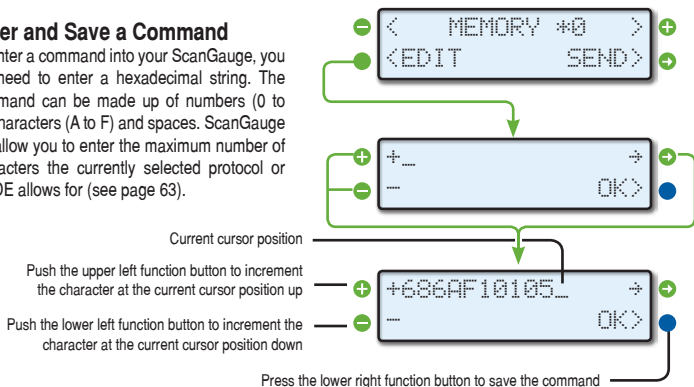 er and Save a Command
nter a command into your ScanGauge, you
need to enter a hexadecimal string. The
mand can be made up of numbers (0 to
haracters (A to F) and spaces. ScanGauge
allow you to enter the maximum number of
acters the currently selected protocol or
DE allows for (see page 63).
< MEMORY *0 >
<EDIT SEND>
+_ →
- OK>
Current cursor position
Push the upper left function button to increment
the character at the current cursor position up
+686AF10105_ →
- OK>
Push the lower left function button to increment the
character at the current cursor position down
Press the lower right function button to save the command